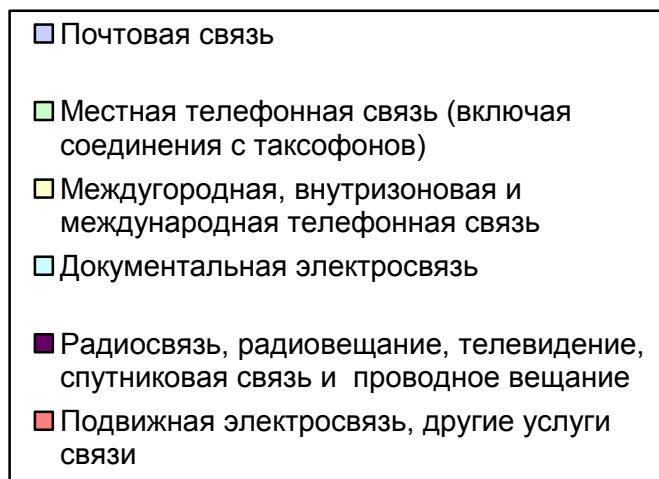 Почтовая связь
Местная телефонная связь (включая
соединения с таксофонов)
Междугородная, внутризоновая и
международная телефонная связь
Документальная электросвязь
Радиосвязь, радиовещание, телевидение,
спутниковая связь и проводное вещание
Подвижная электросвязь, другие услуги
связи